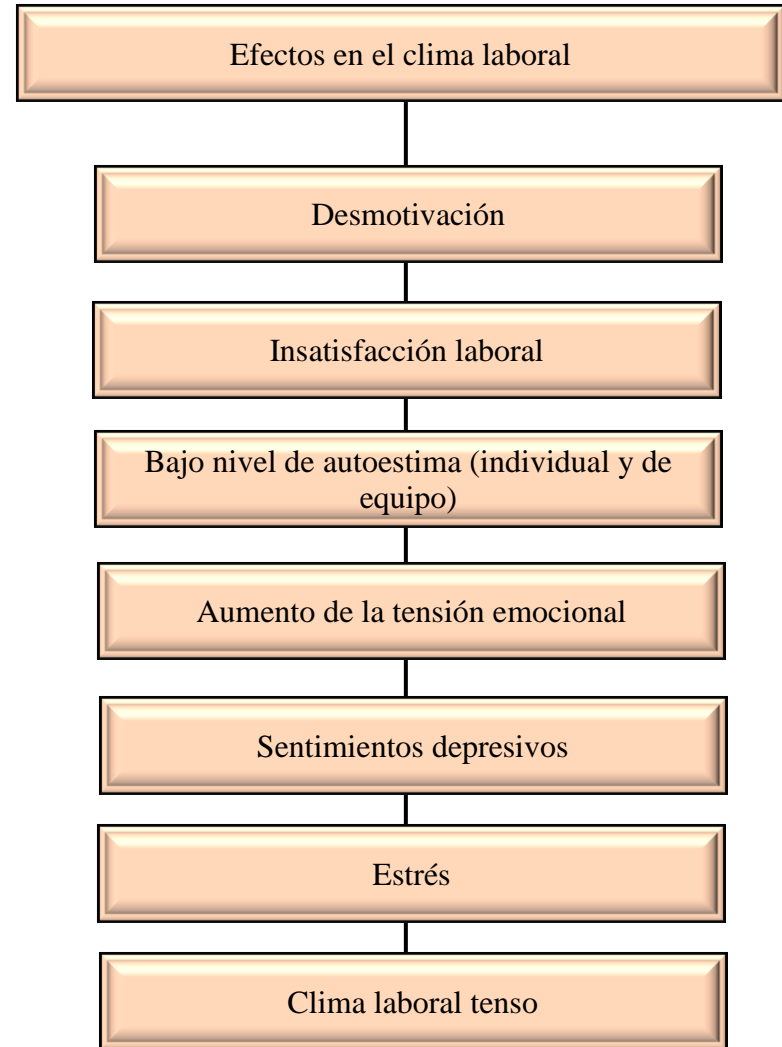 Efectos en el clima laboral
Desmotivación
Insatisfacción laboral
Bajo nivel de autoestima (individual y de
equipo)
Aumento de la tensión emocional
Sentimientos depresivos
Estrés
Clima laboral tenso